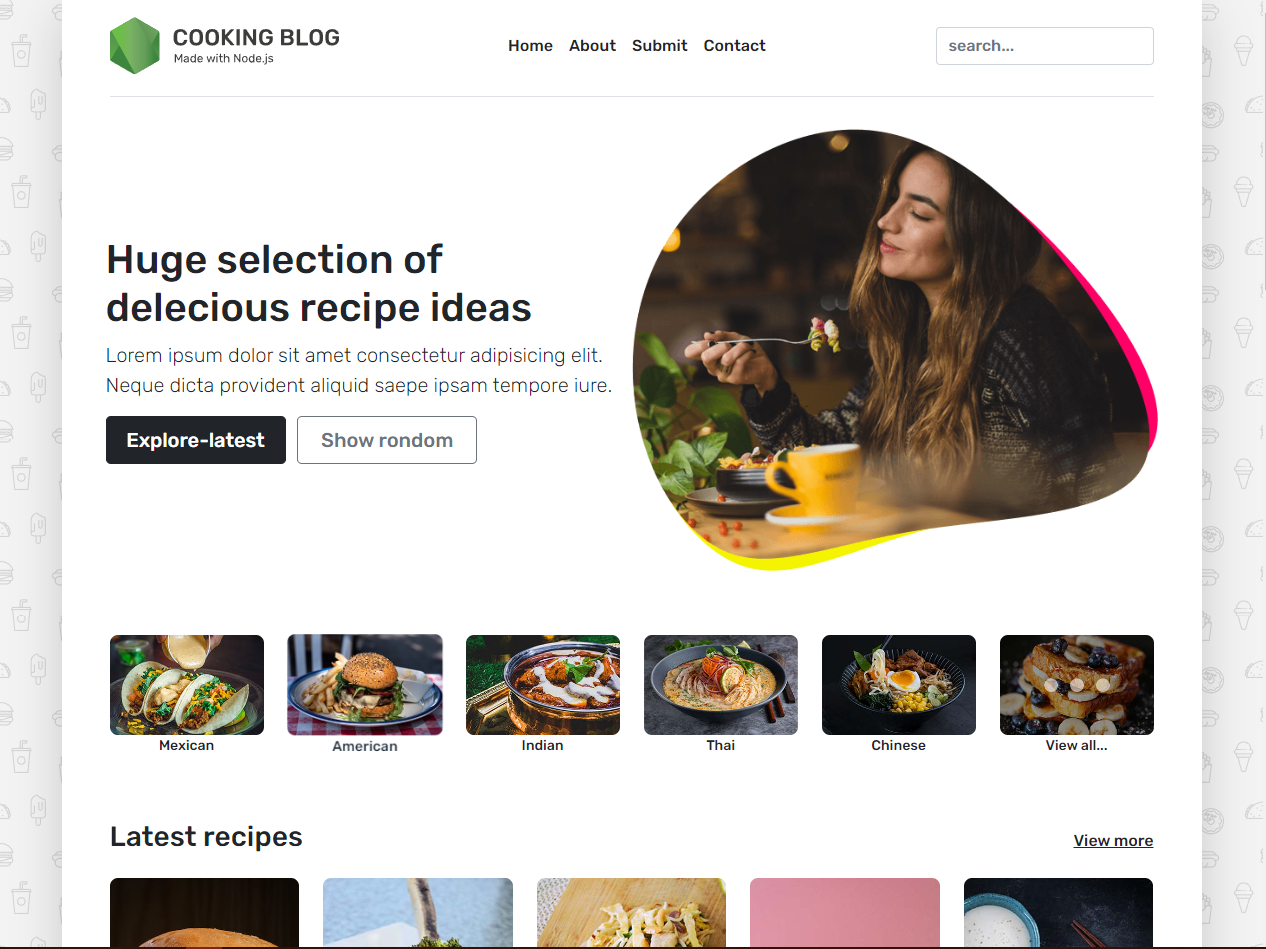 COOKING BLOG
Made with Node.js
Home About Submit Contact
search...
Huge selection of
delecious recipe ideas
Lorem ipsum dolor sit amet consectetur adipisicing elit.
Neque dicta provident aliquid saepe ipsam tempore iure.
Explore-latest Show rondom
Mexican American Indian Thai Chinese View all...
Latest recipes View more